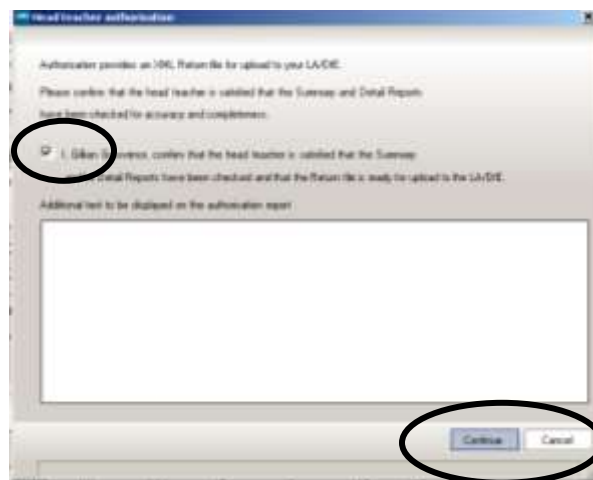 Head teacher authorisation
Authorisation provides an XML Return file for upload to your LA/DfE.
Please confirm that the head teacher is satisfied that the Summary and Detail Reports
have been checked for accuracy and completeness.
I, Gillian confirm that the head teacher is satisfied that the Summary
Detail Reports have been checked and that the Return file is ready for upload to the LA/DfE.
Additional text to be displayed on the authorisation report
Continue Cancel